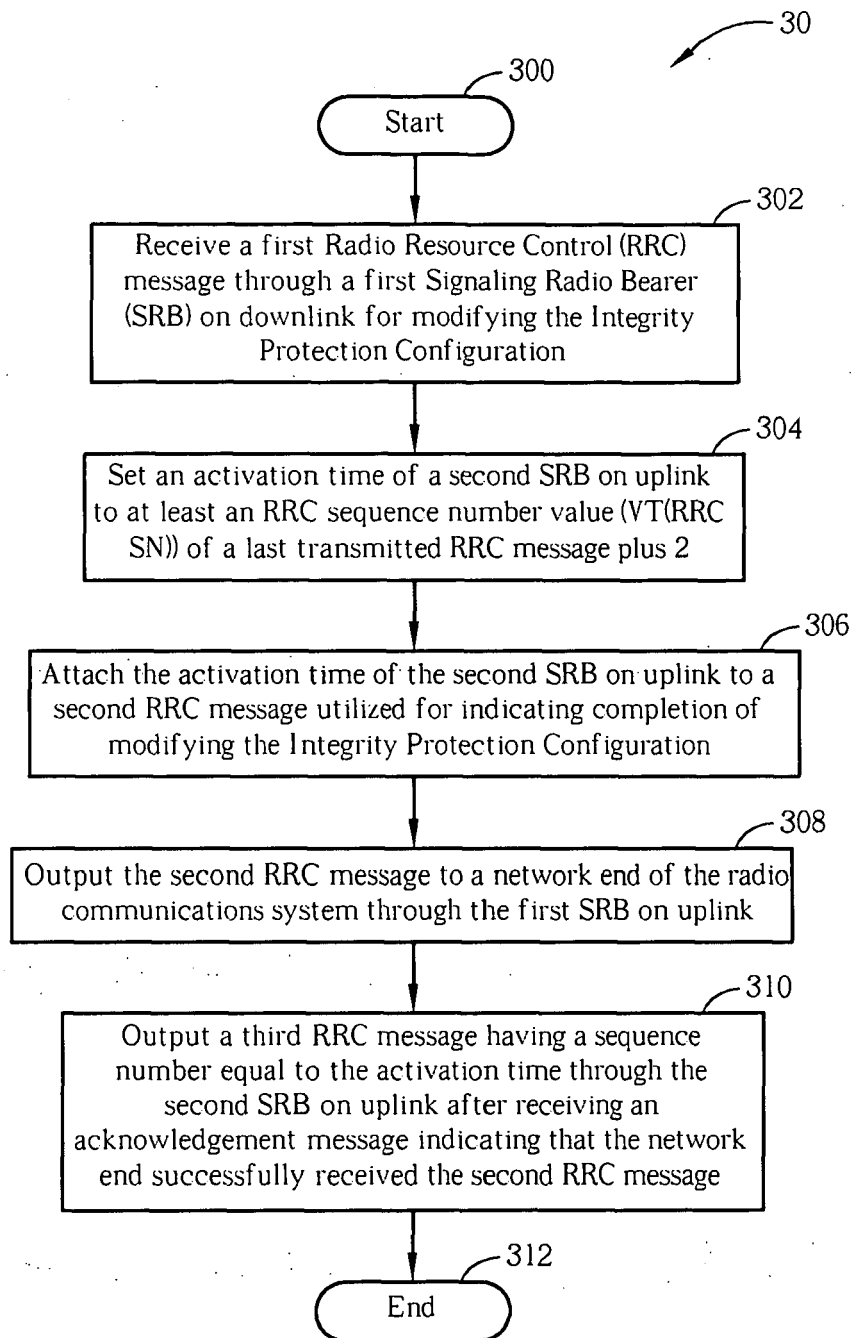 30
300
Start
302
Receive a first Radio Resource Control (RRC)
message through a first Signaling Radio Bearer
(SRB) on downlink for modifying the Integrity
Protection Configuration
304
Set an activation time of a second SRB on uplink
to at least an RRC sequence number value (VT(RRC
SN)) of a last transmitted RRC message plus 2
306
Attach the activation time of the second SRB on uplink to a
second RRC message utilized for indicating completion of
modifying the Integrity Protection Configuration
308
Output the second RRC message to a network end of the radio
communications system through the first SRB on uplink
310
Output a third RRC message having a sequence
number equal to the activation time through the
second SRB on uplink after receiving an
acknowledgement message indicating that the network
end successfully received the second RRC message
312
End